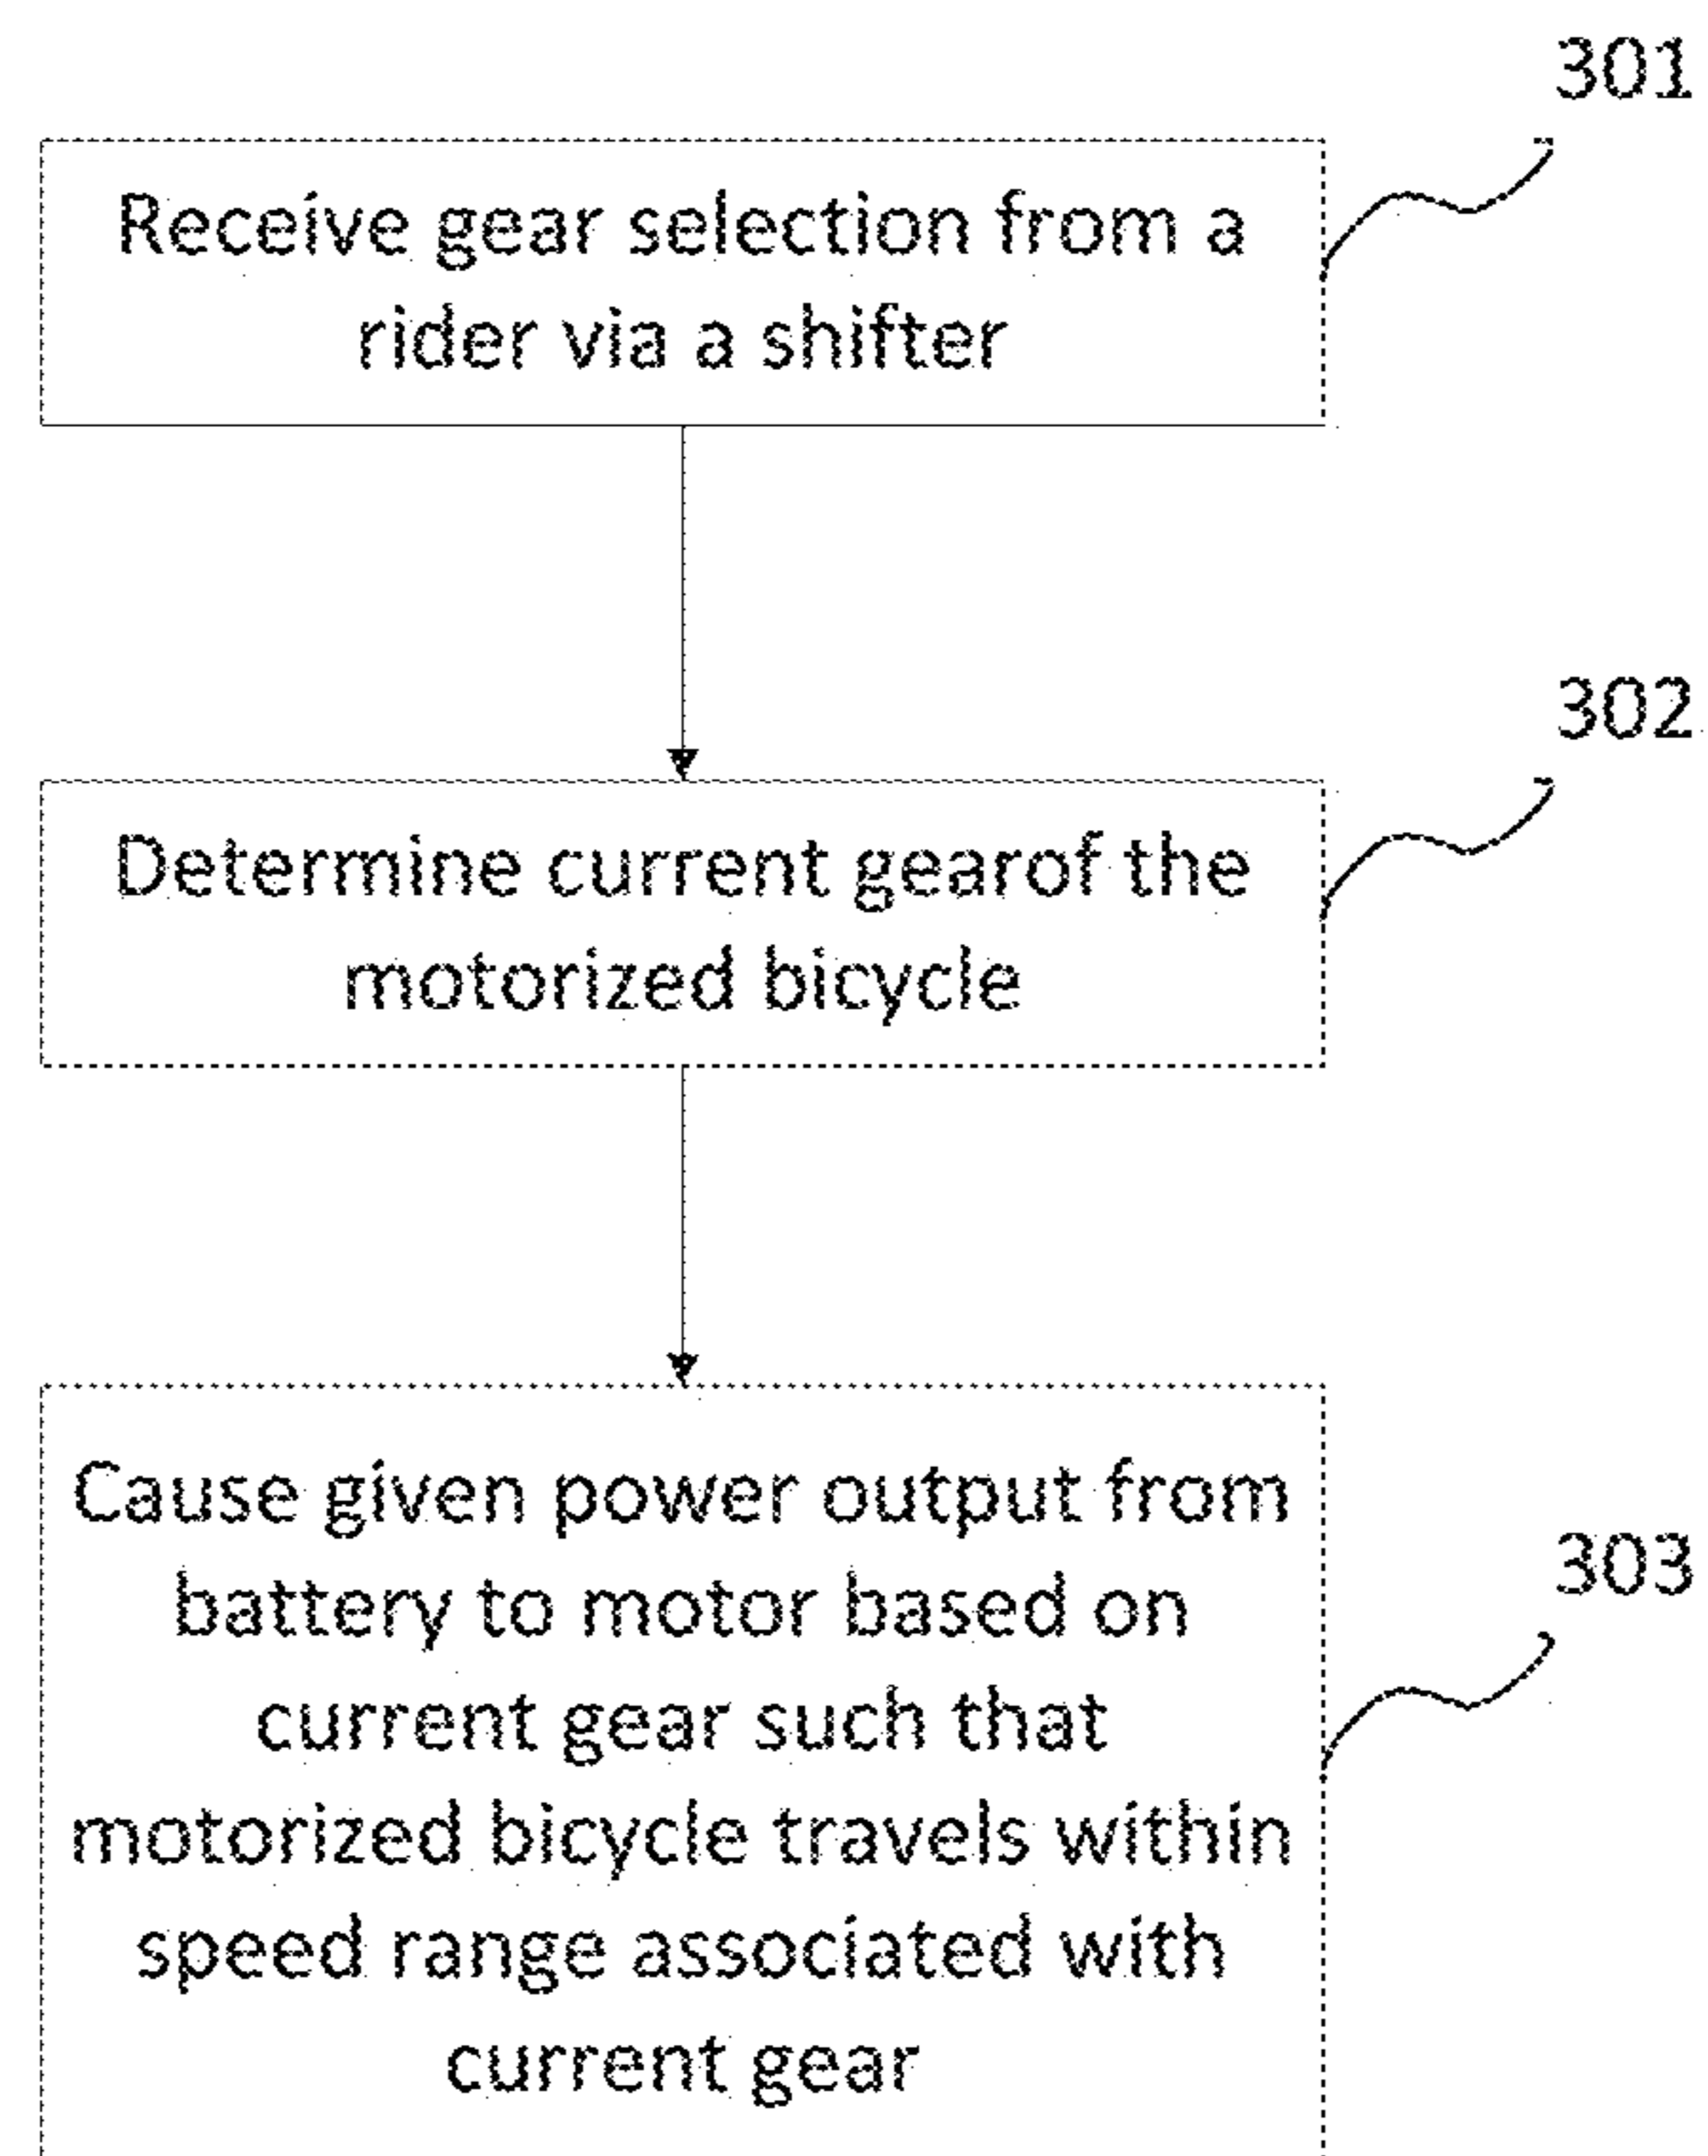 301
Receive gear selection from a
rider via a shifter
302
Determine current gearof the
motorized bicycle
Cause given power output from
303
battery to motor based on
current gear such that
motorized bicycle travels within
speed range associated with
current gear